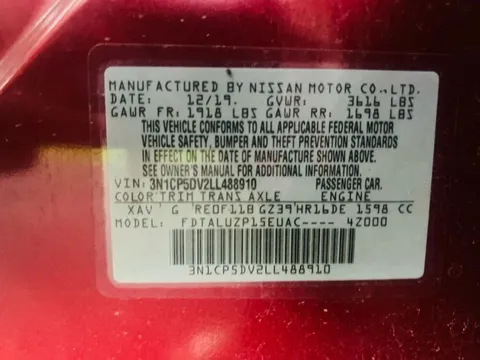 MANUFACTURED BY NISSAN MOTOR CO., LTD.
DATE: 12/19. GVWR: 3616 LBS
GAWR FR: 1918 LBS GAWR RR: 1698 LBS
THIS VEHICLE CONFORMS TO ALL APPLICABLE FEDERAL MOTOR
VEHICLE SAFETY, BUMPER AND THEFT PREVENTION STANDARDS
IN EFFECT ON THE DATE OF MANUFACTURE SHOWN ABOVE.
SEE OWNER'S MANUAL FOR ADDITIONAL INFORMATION.
VIN: 3N1CP5DV2LL488910 PASSENGER CAR.
COLOR TRIM TRANS AXLE ENGINE
XAV G RE0F11B GZ39 HR16DE 1598 CC
MODEL: FDTALUZP15EUAC---- 4Z000
3N1CP5DV2LL488910